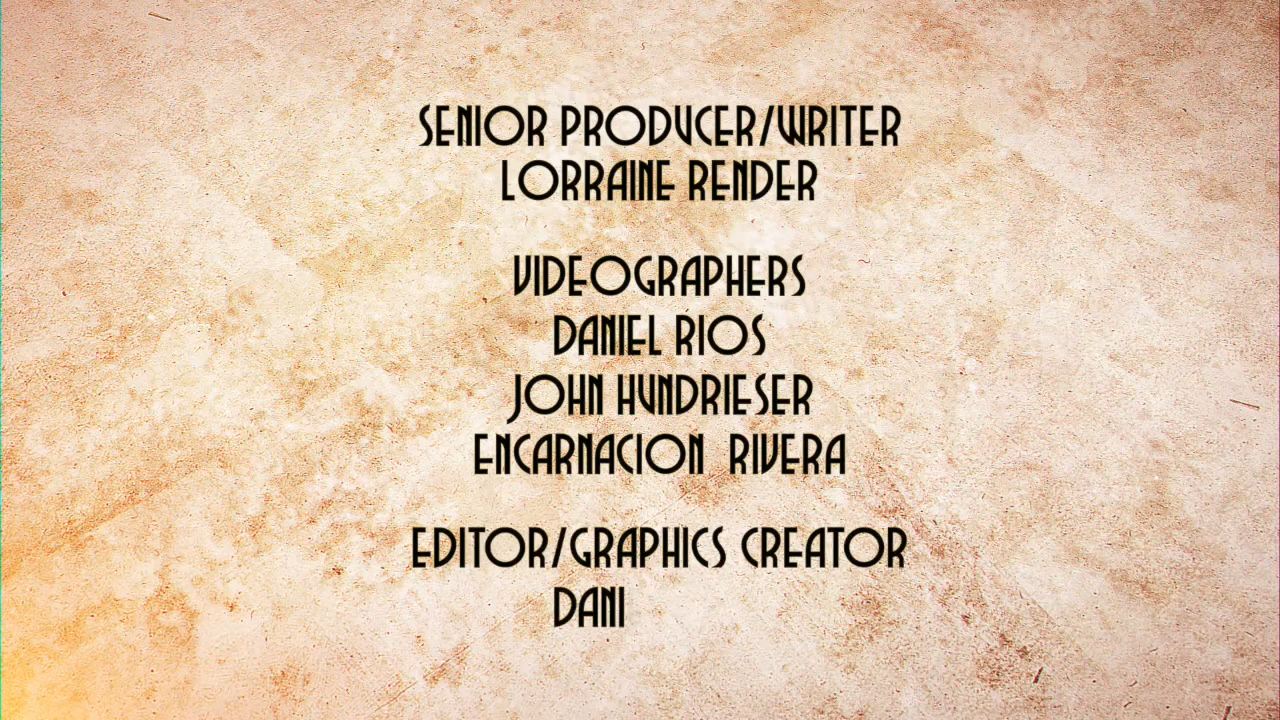 SENIOR PRODUCER/WRITER
LORRAINE RENDER
VIDEOGRAPHERS
DANIEL RIOS
JOHN HUNDRIESER
ENCARNACION RIVERA
EDITOR/GRAPHICS CREATOR
DANI